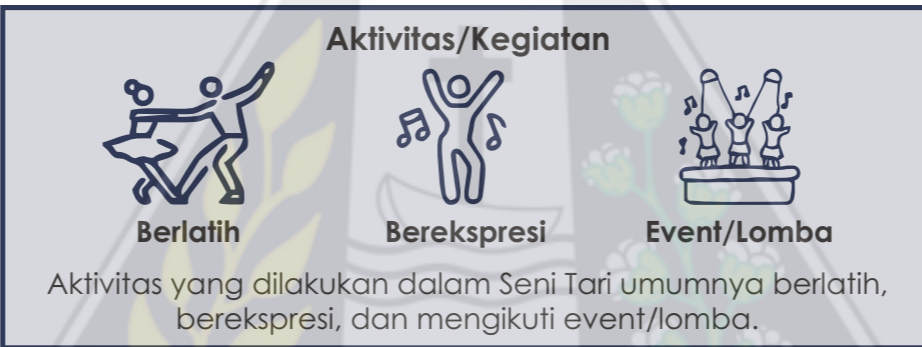 Aktivitas/Kegiatan
Berlatih
Berekspresi
Event/Lomba
Aktivitas yang dilakukan dalam Seni Tari umumnya berlatih,
berekspresi, dan mengikuti event/lomba.